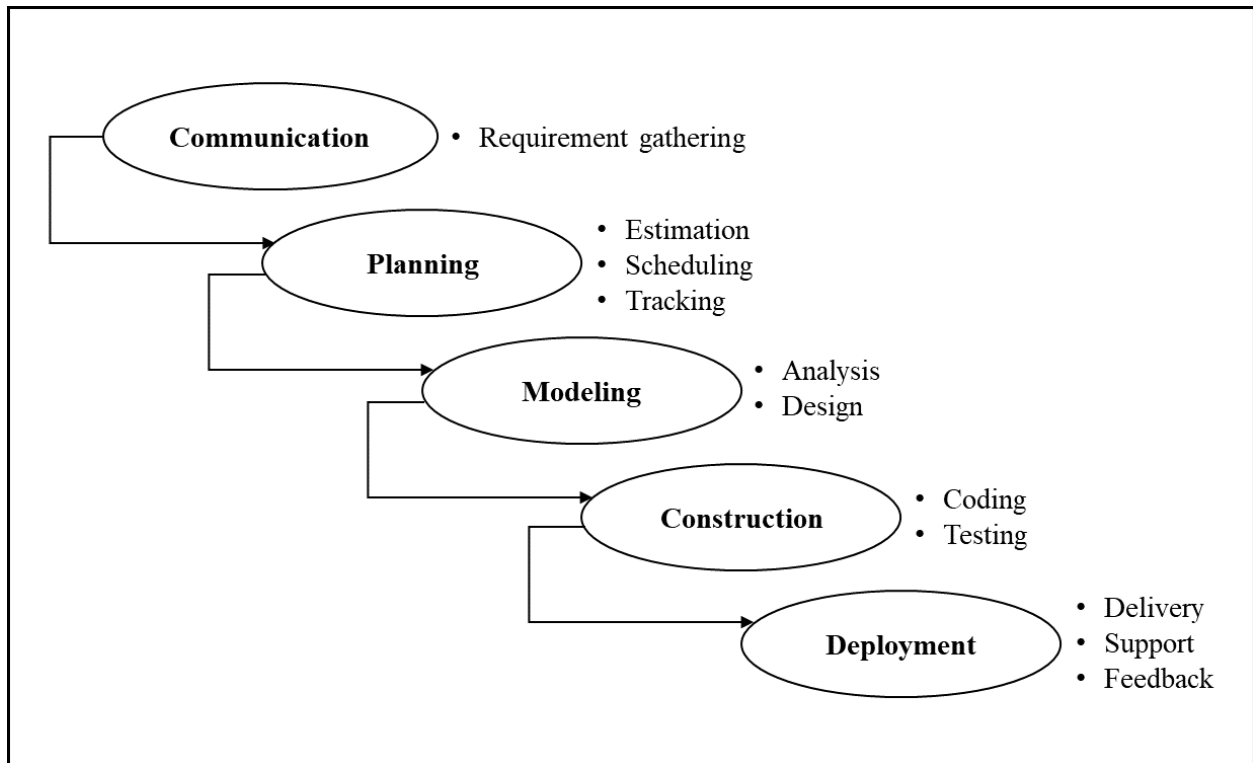 Communication
• Requirement gathering
Planning
• Estimation
• Scheduling
• Tracking
Modeling
• Analysis
• Design
Construction
• Coding
• Testing
Deployment
• Delivery
• Support
• Feedback